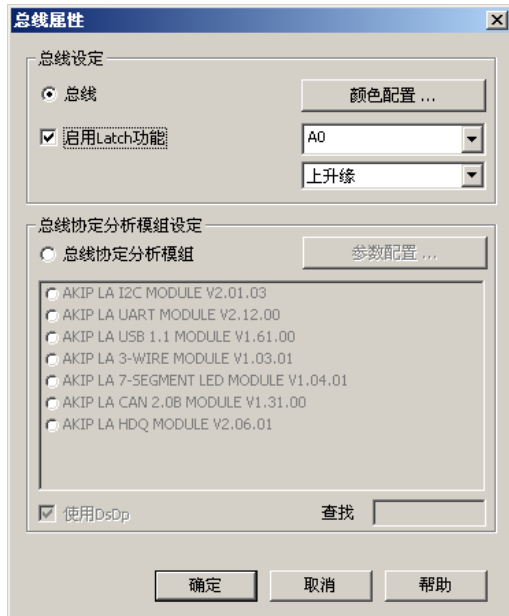 总线属性
总线设定
总线
颜色配置 ...
启用Latch功能
A0
上升缘
总线协定分析模组设定
总线协定分析模组
参数配置 ...
AKIP LA I2C MODULE V2.01.03
AKIP LA UART MODULE V2.12.00
AKIP LA USB 1.1 MODULE V1.61.00
AKIP LA 3-WIRE MODULE V1.03.01
AKIP LA 7-SEGMENT LED MODULE V1.04.01
AKIP LA CAN 2.0B MODULE V1.31.00
AKIP LA HDQ MODULE V2.06.01
使用DsDp
查找
确定
取消
帮助